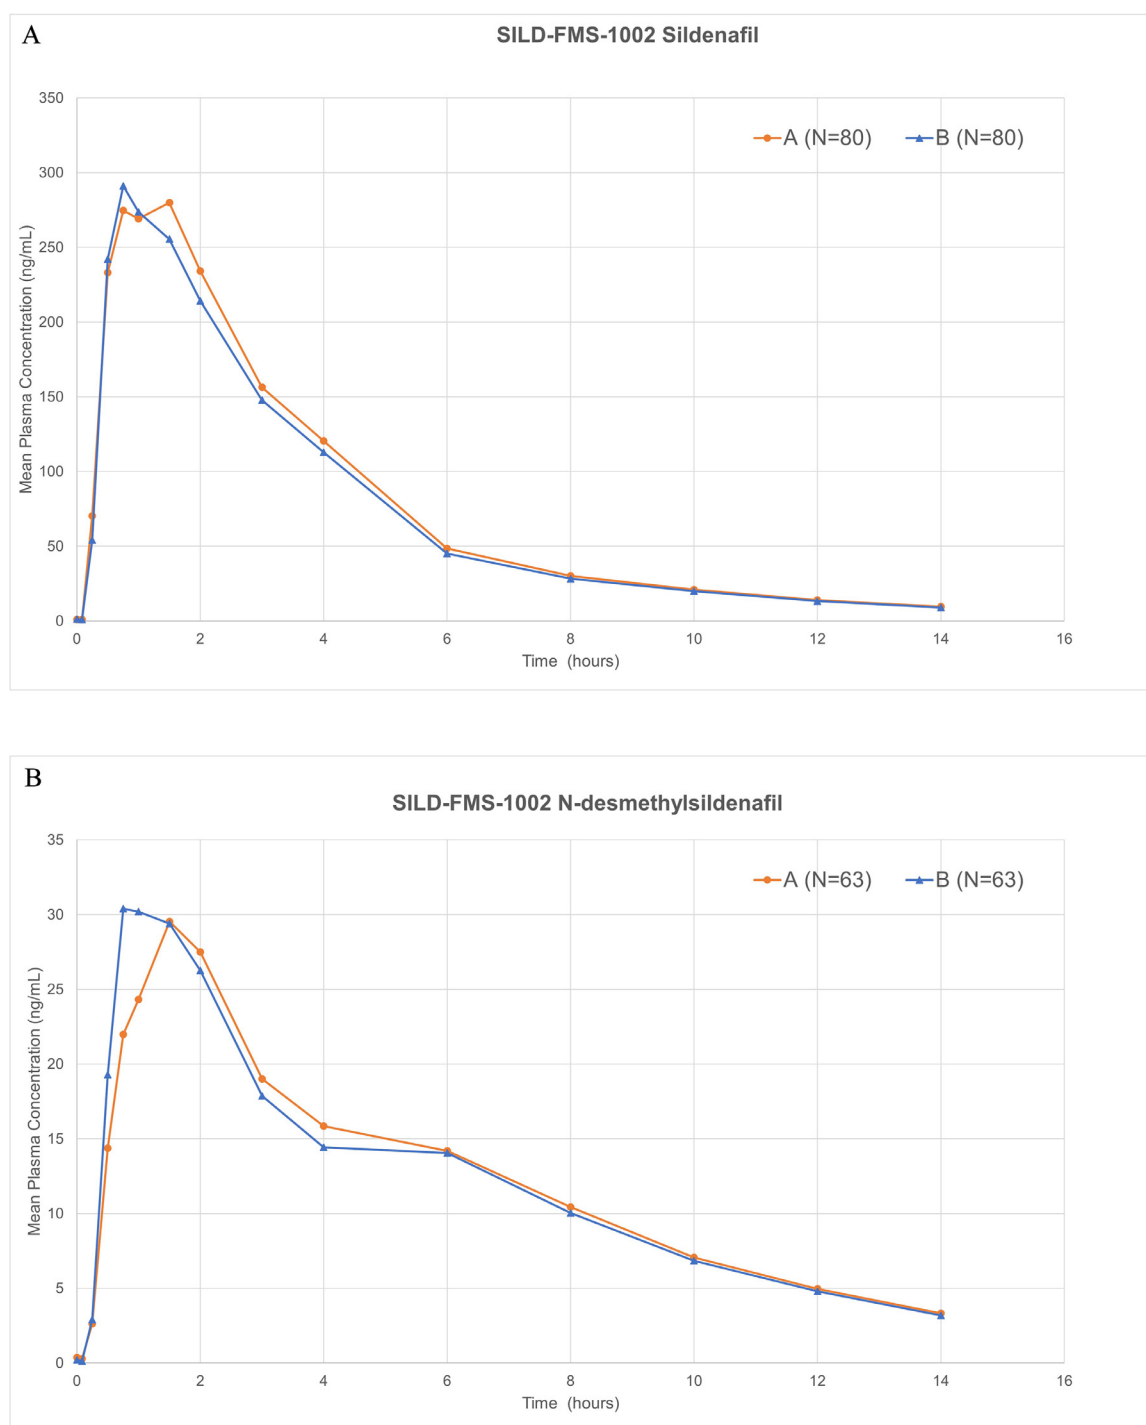 A
SILD-FMS-1002 Sildenafil
350
300
250
200
150
100
50
0
Mean Plasma Concentration (ng/mL)
A (N=80) B (N=80)
0 2 4 6 8 10 12 14 16
Time (hours)
B
SILD-FMS-1002 N-desmethylsildenafil
35
30
25
20
15
10
5
0
Mean Plasma Concentration (ng/mL)
A (N=63) B (N=63)
0 2 4 6 8 10 12 14 16
Time (hours)